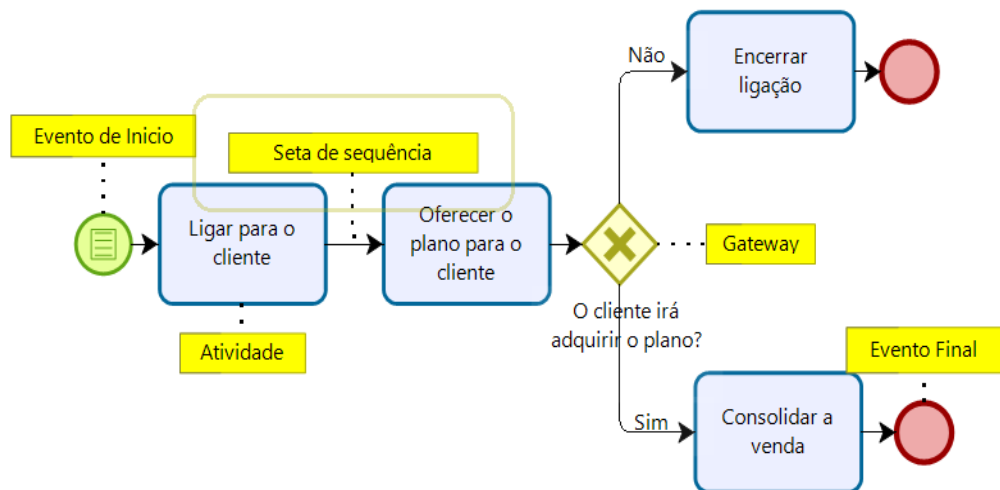 Não
Encerrar
ligação
Evento de Inicio
Seta de sequência
Ligar para o
cliente
Oferecer o
plano para o
cliente
Gateway
O cliente irá
adquirir o plano?
Atividade
Evento Final
Sim
Consolidar a
venda